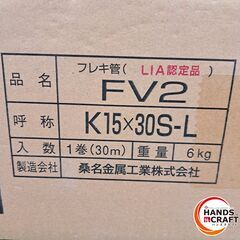 フレキ管(LIA認定品)
品名 FV2
呼称 K15×30S-L
入数 1巻(30m) 重量 6kg
製造会社 桑名金属工業株式会社
HANDS CRAFT